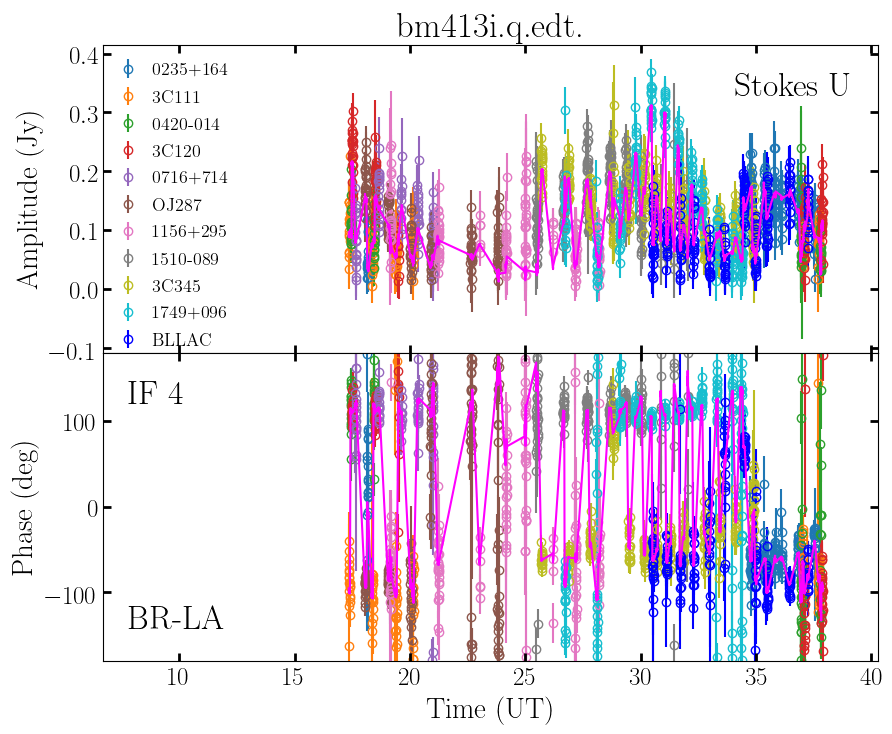 bm413i.q.edt.
Stokes U
Amplitude (Jy)
0.4
0.3
0.2
0.1
0.0
−0.1
0235+164
3C111
0420-014
3C120
0716+714
OJ287
1156+295
1510-089
3C345
1749+096
BLLAC
IF 4
BR-LA
Phase (deg)
100
0
−100
10 15 20 25 30 35 40
Time (UT)